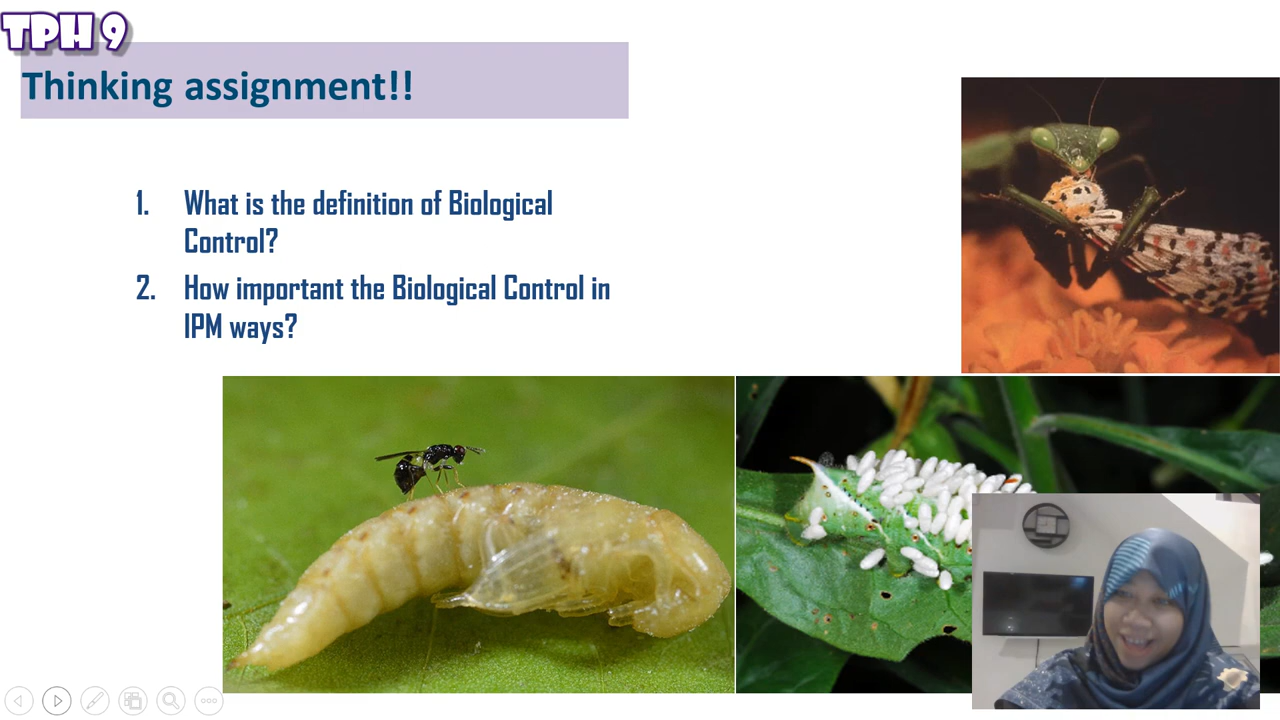 TPH 9
Thinking assignment!!
1. What is the definition of Biological
Control?
2. How important the Biological Control in
IPM ways?